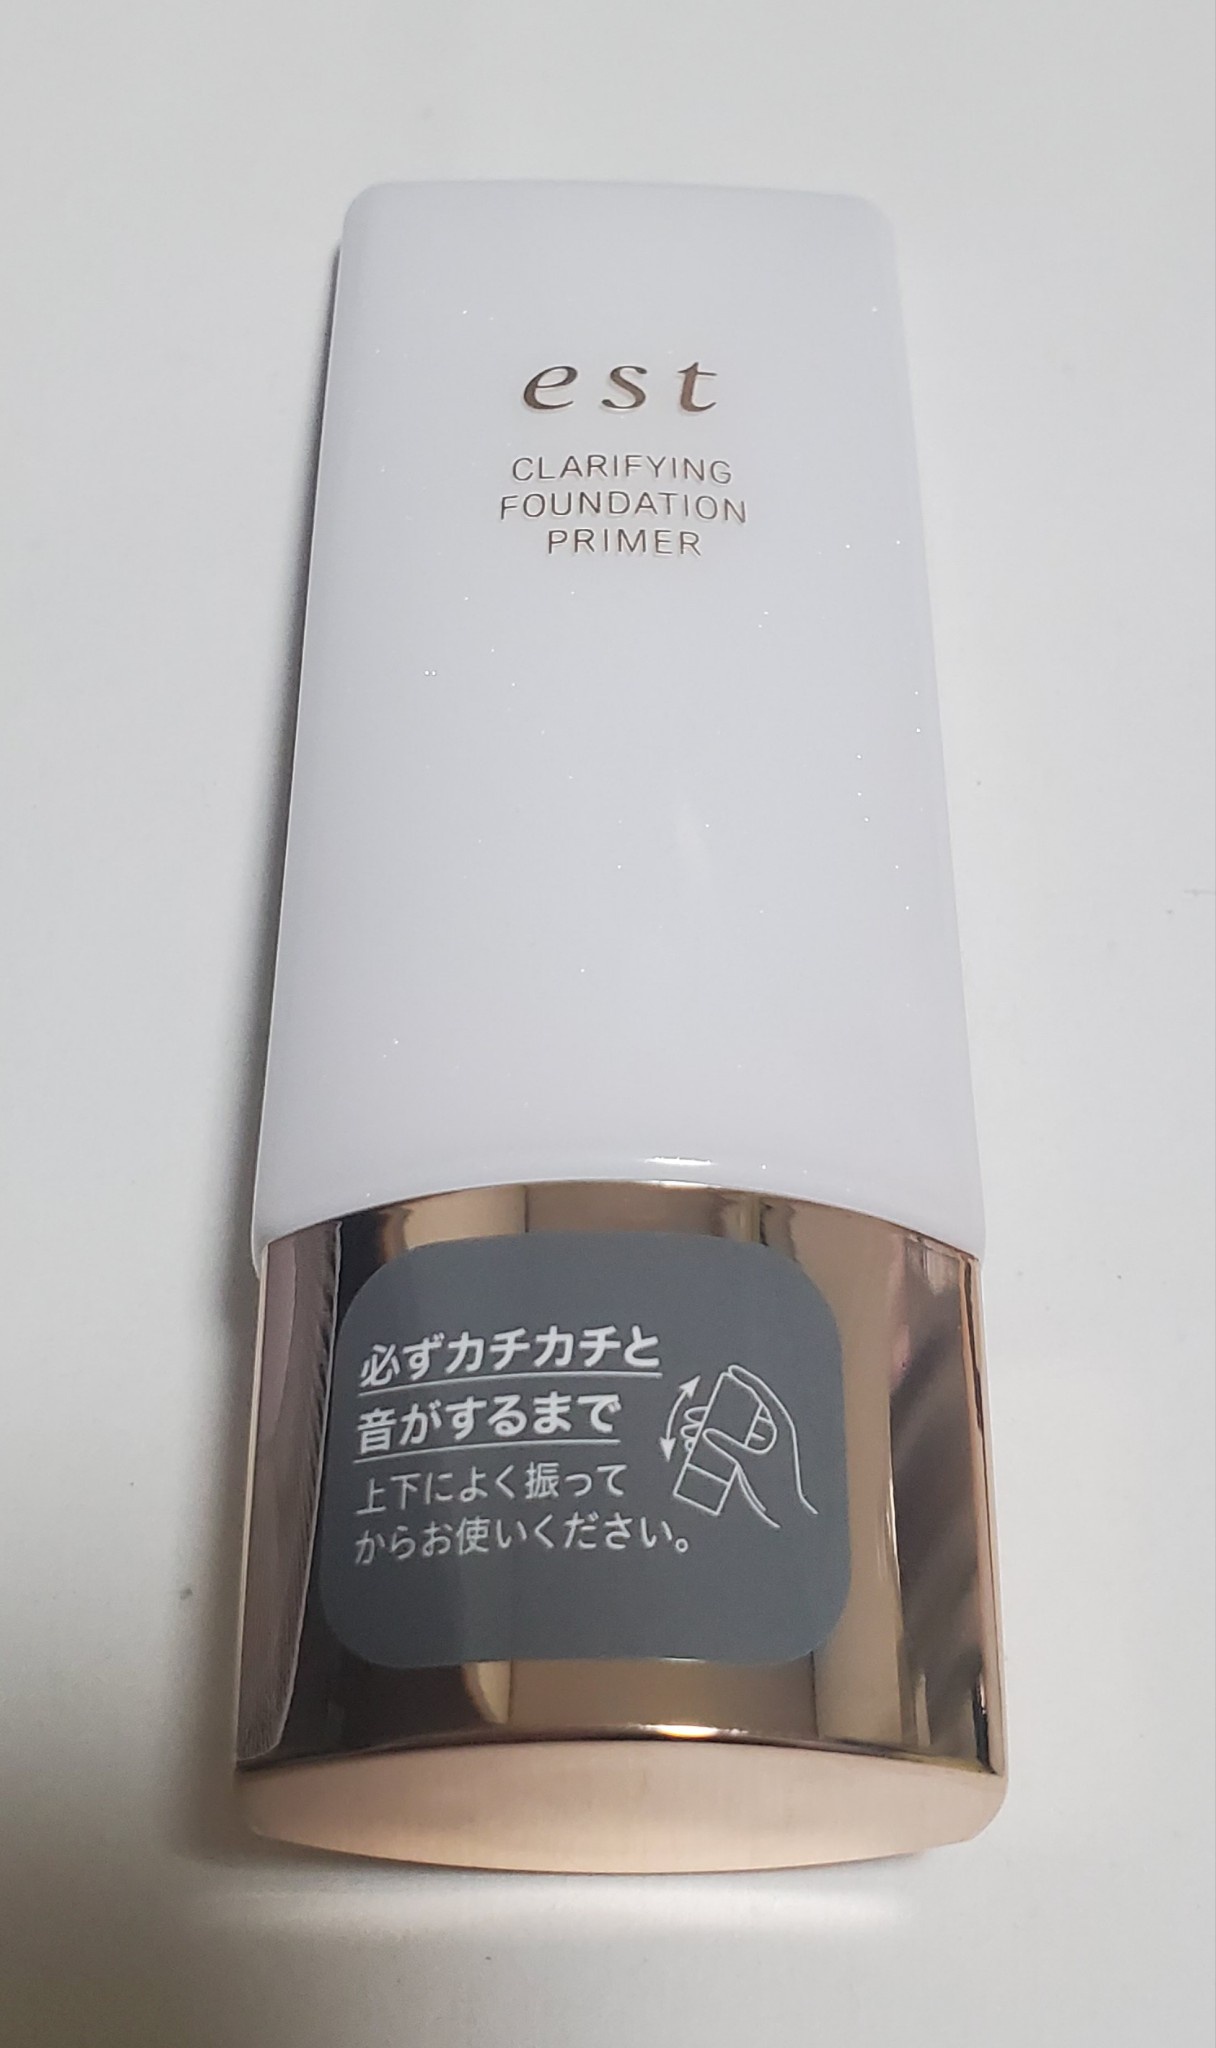 est
CLARIFYING
FOUNDATION
PRIMER
必ずカチカチと
音がするまで
上下によく振って
からお使いください。